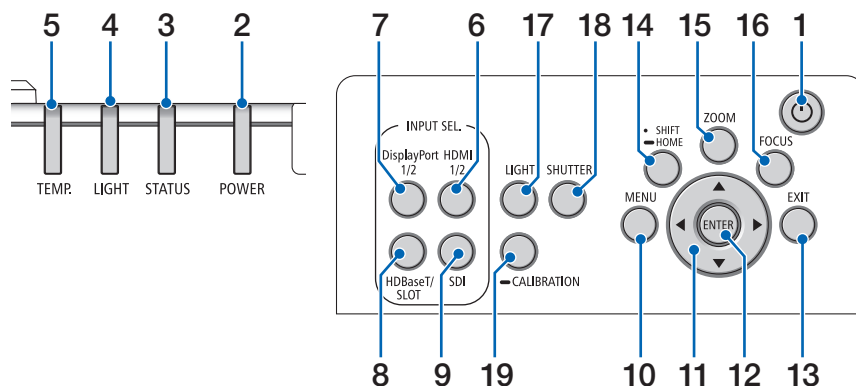 5 4 3 2
7 6 17 18 14 15 16 1
INPUT SEL.
DisplayPort
1/2
HDMI
1/2
LIGHT
SHUTTER
• SHIFT
━ HOME
ZOOM
FOCUS
TEMP.
LIGHT
STATUS
POWER
MENU
ENTER
EXIT
HDBaseT/
SLOT
SDI
━ CALIBRATION
8 9 19 10 11 12 13